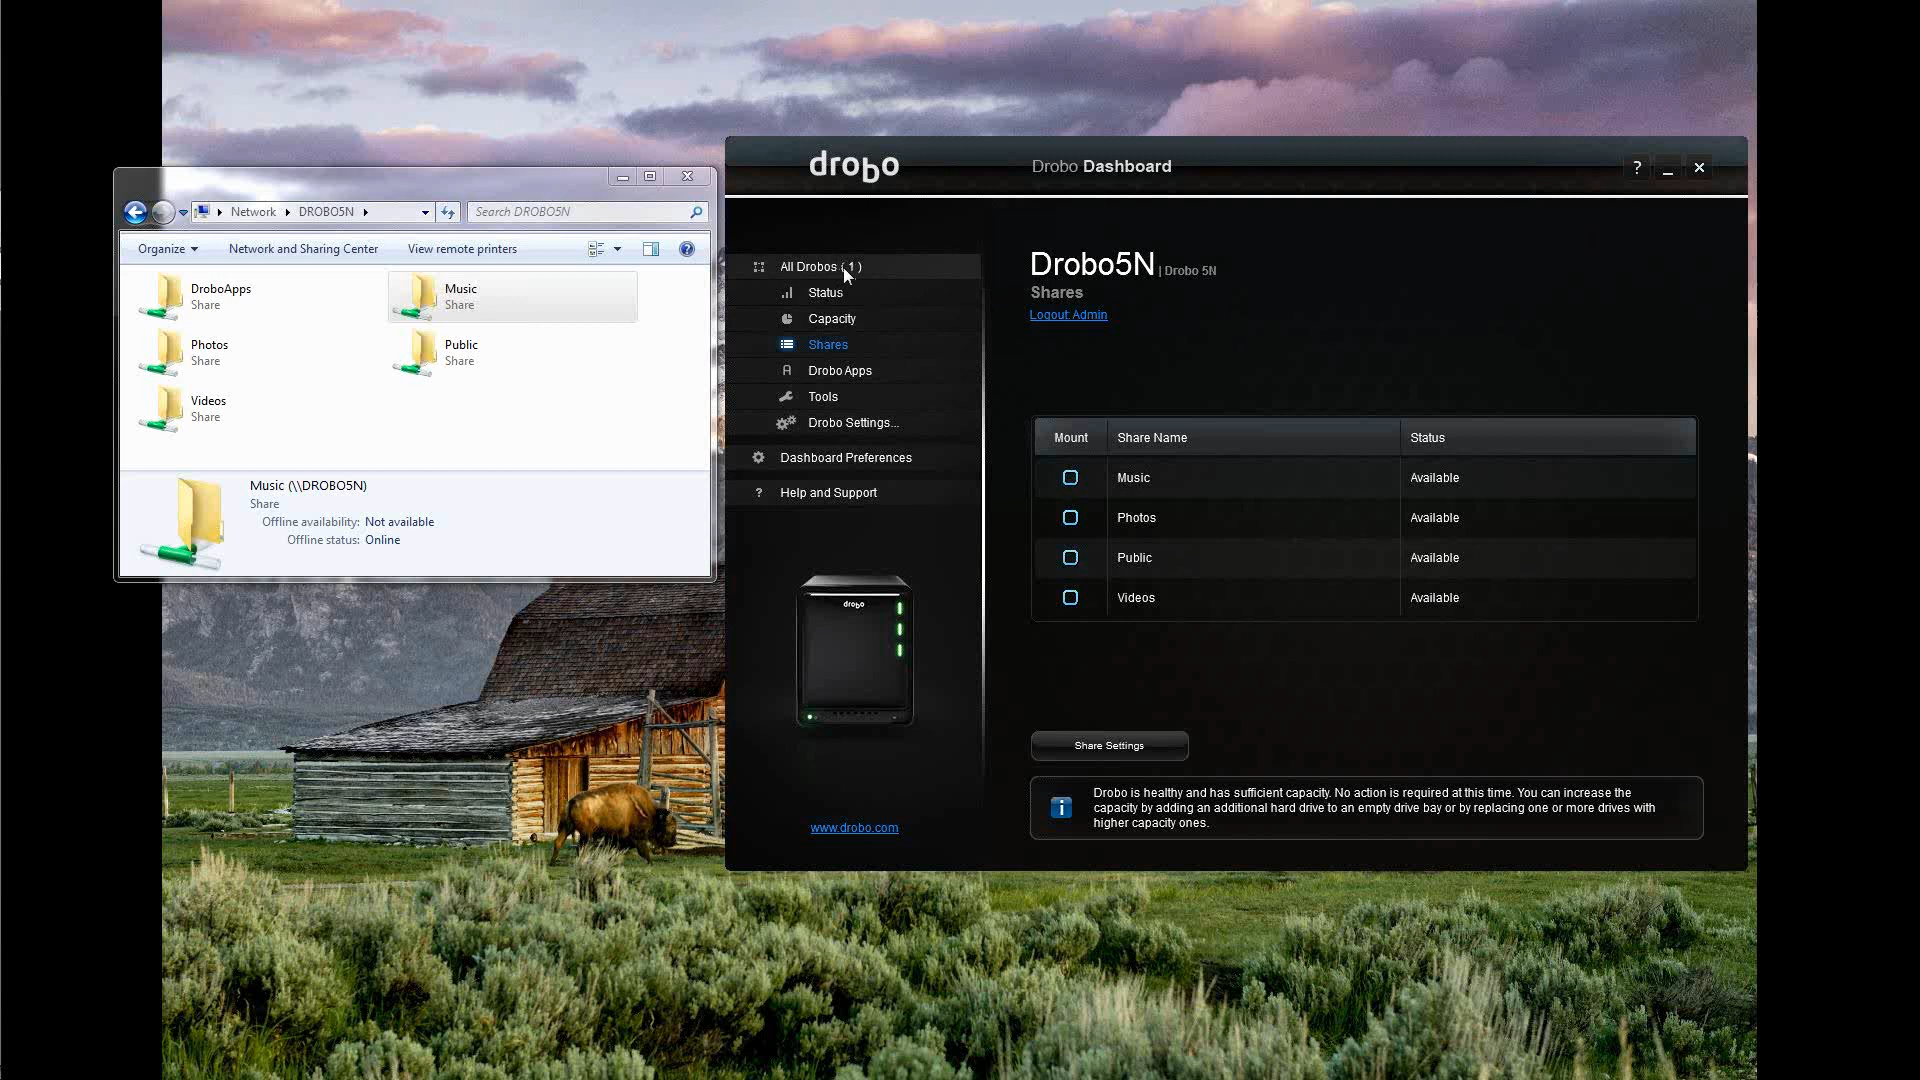 Network DROBO5N
Search DROBO5N
Organize Network and Sharing Center View remote printers
DroboApps
Share
Music
Share
Photos
Share
Public
Share
Videos
Share
Music (\\DROBO5N)
Share
Offline availability: Not available
Offline status: Online
drobo
Drobo Dashboard
? _ x
All Drobos ( 1 )
Status
Capacity
Shares
Drobo Apps
Tools
Drobo Settings...
Dashboard Preferences
? Help and Support
drobo
www.drobo.com
Drobo5N | Drobo 5N
Shares
Logout Admin
Mount Share Name Status
Music Available
Photos Available
Public Available
Videos Available
Share Settings
Drobo is healthy and has sufficient capacity. No action is required at this time. You can increase the
capacity by adding an additional hard drive to an empty drive bay or by replacing one or more drives with
higher capacity ones.